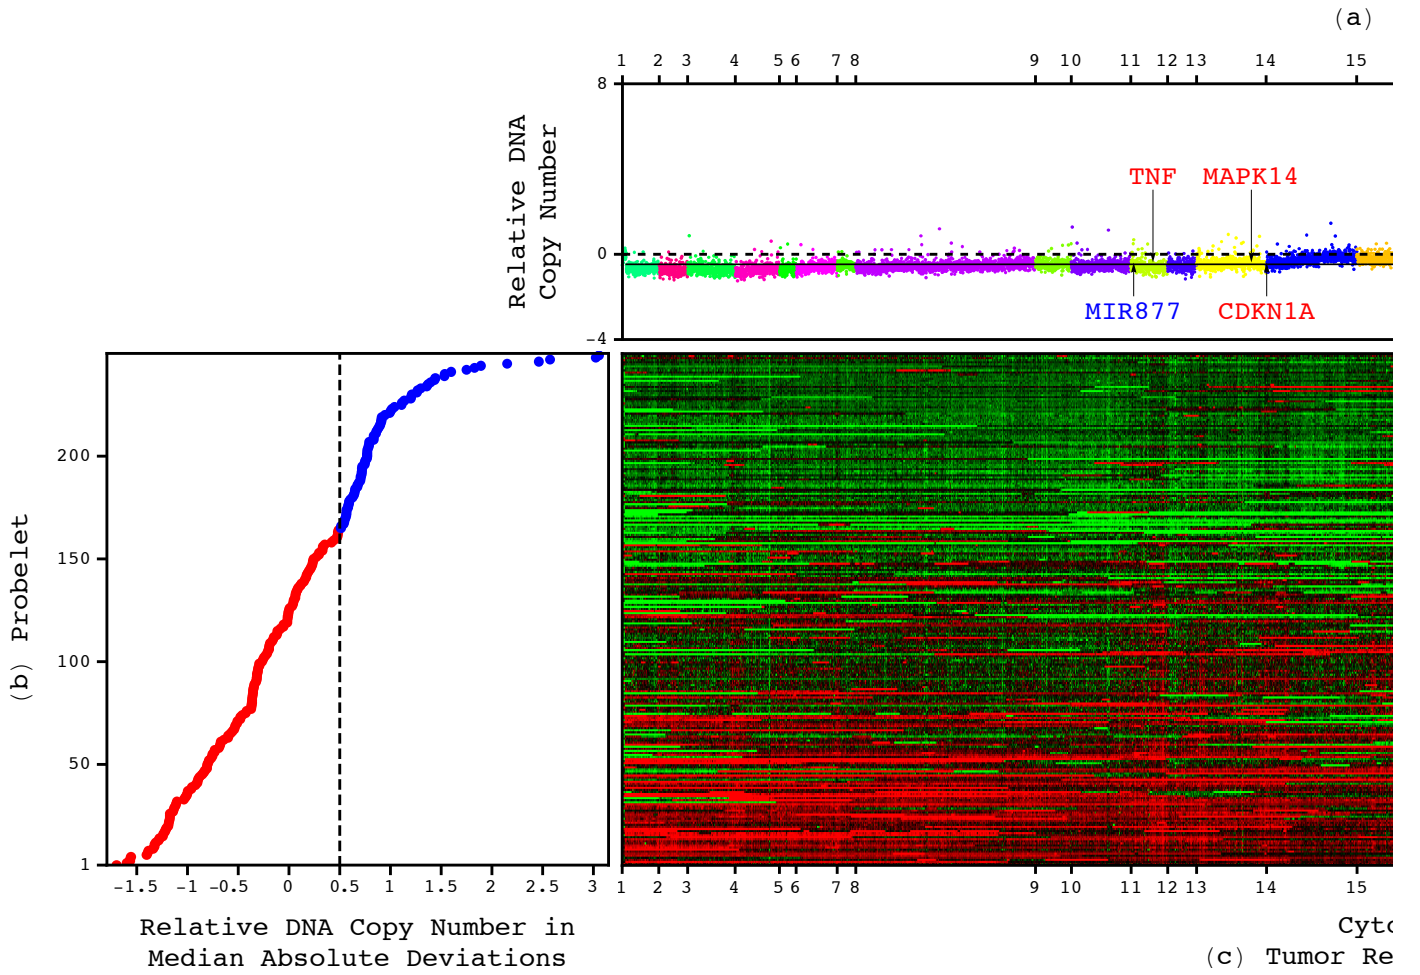 (a)
1 2 3 4 5 6 7 8 9 10 11 12 13 14 15
8
0
−4
Relative DNA
Copy Number
TNF MAPK14
MIR877 CDKN1A
(b) Probelet
200
150
100
50
1
−1.5 −1 −0.5 0 0.5 1 1.5 2 2.5 3
Relative DNA Copy Number in
Median Absolute Deviations
1 2 3 4 5 6 7 8 9 10 11 12 13 14 15
Cyto
(c) Tumor Re